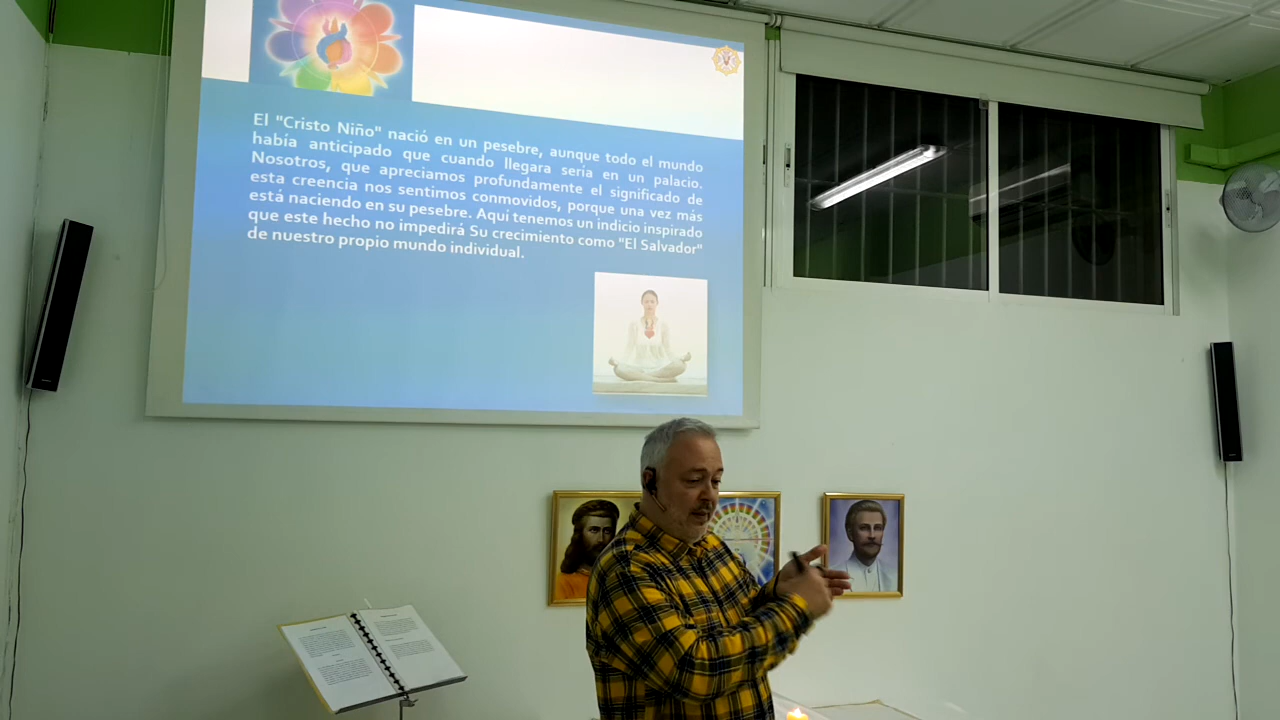 El "Cristo Niño" nació en un pesebre, aunque todo el mundo
había anticipado que cuando llegara seria en un palacio.
Nosotros, que apreciamos profundamente el significado de
esta creencia nos sentimos conmovidos, porque una vez más
está naciendo en su pesebre. Aquí tenemos un indicio inspirado
que este hecho no impedirá Su crecimiento como "El Salvador"
de nuestro propio mundo individual.